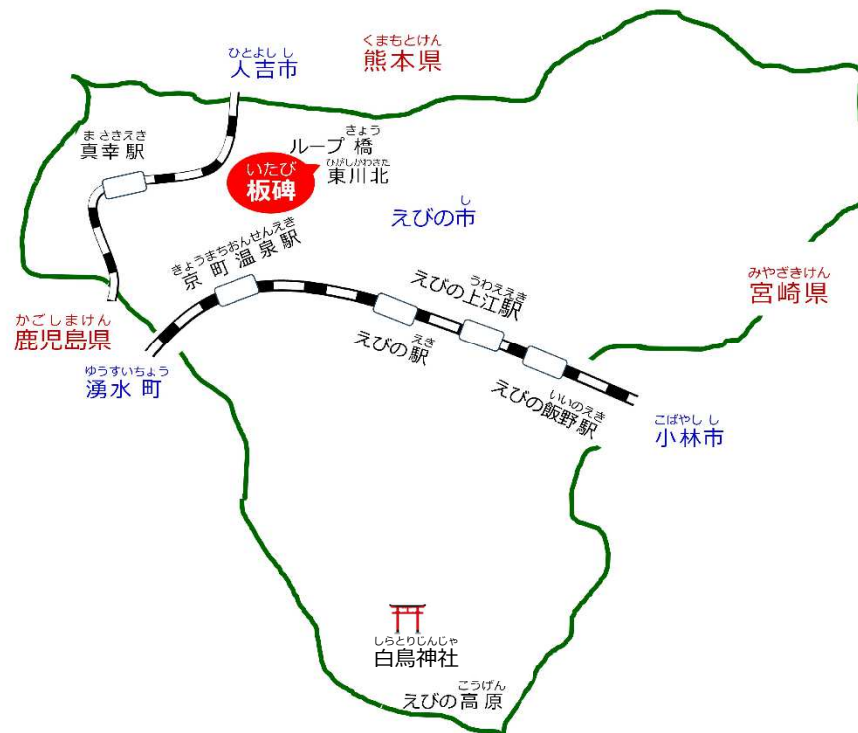 ひとよし し
人吉市
くまもとけん
熊本県
まさきえき
真幸駅
きょう
ループ 橋
ひがしかわきた
東川北
いたび
板碑
し
えびの市
きょうまちおんせんえき
京町温泉駅
うわええき
えびの上江駅
みやざきけん
宮崎県
かごしまけん
鹿児島県
えき
えびの駅
ゆうすいちょう
湧水 町
いいのえき
えびの飯野駅
こばやし し
小林市
しらとりじんじゃ
白鳥神社
こうげん
えびの高原